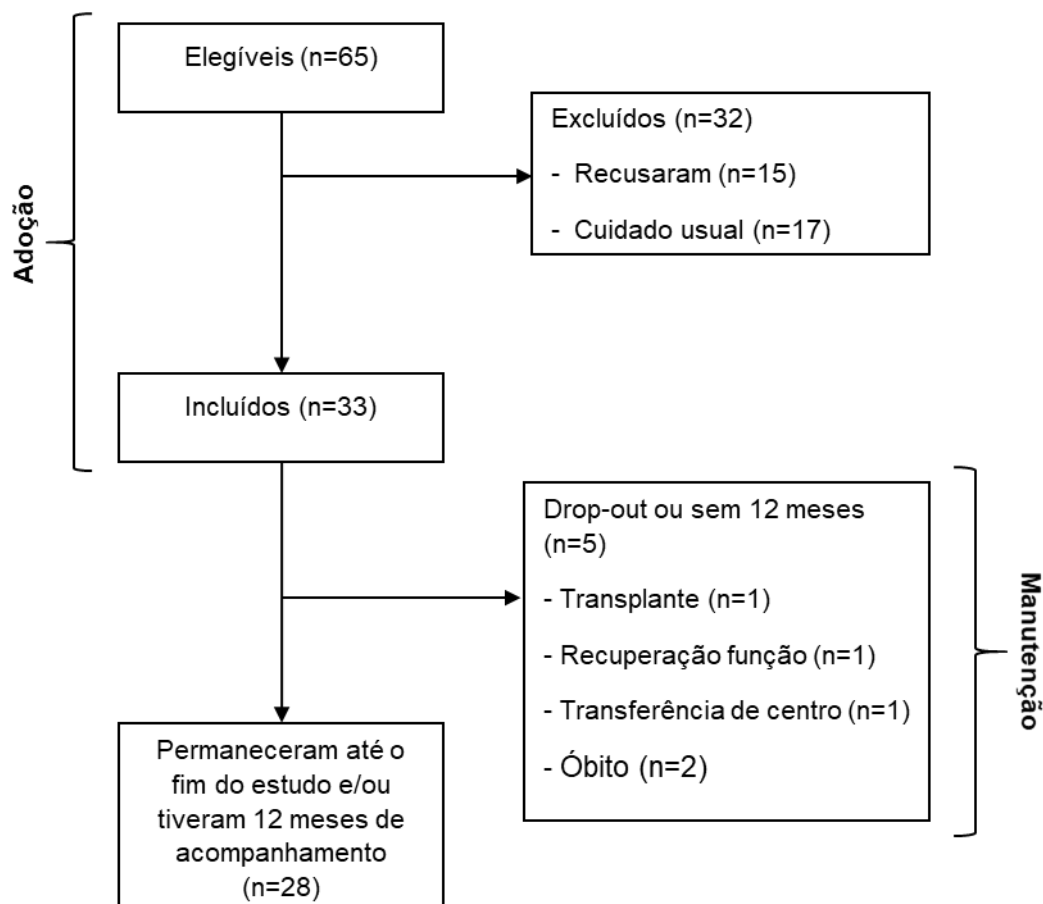 Adoção
Elegíveis (n=65)
Excluídos (n=32)
- Recusaram (n=15)
- Cuidado usual (n=17)
Incluídos (n=33)
Manutenção
Drop-out ou sem 12 meses
(n=5)
- Transplante (n=1)
- Recuperação função (n=1)
- Transferência de centro (n=1)
- Óbito (n=2)
Permaneceram até o
fim do estudo e/ou
tiveram 12 meses de
acompanhamento
(n=28)